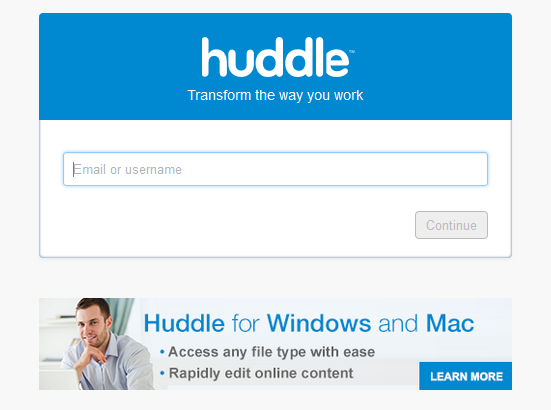 huddle™
Transform the way you work
Email or username
Continue
Huddle for Windows and Mac
• Access any file type with ease
• Rapidly edit online content
LEARN MORE